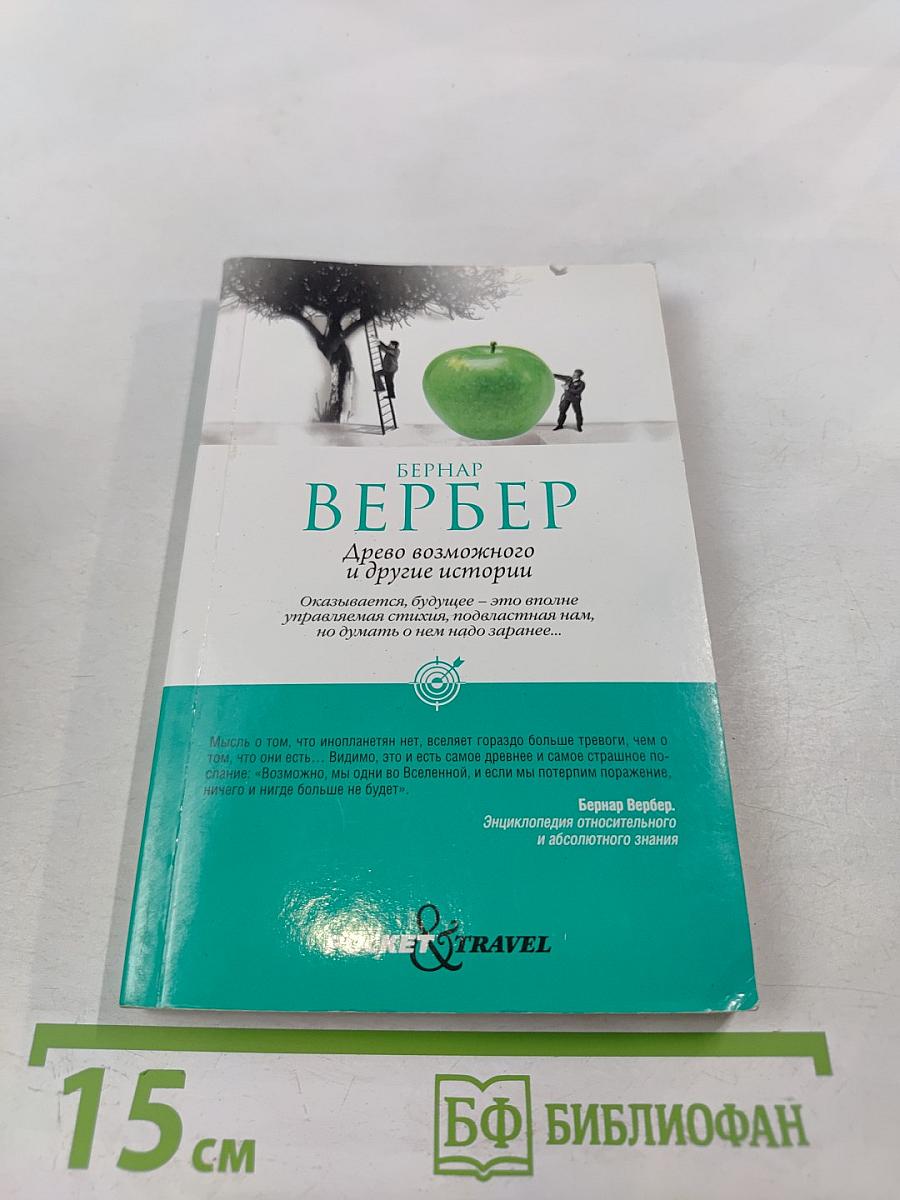 БЕРНАР
ВЕРБЕР
Древо возможного
и другие истории
Оказывается, будущее – это вполне
управляемая стихия, подвластная нам,
но думать о нем надо заранее...
Мысль о том, что инопланетян нет, вселяет гораздо больше тревоги, чем о
том, что они есть... Видимо, это и есть самое древнее и самое страшное по-
слание: «Возможно, мы одни во Вселенной, и если мы потерпим поражение,
ничего и нигде больше не будет».
Бернар Вербер.
Энциклопедия относительного
и абсолютного знания
POCKET & TRAVEL
15 см
БФ БИБЛИОФАН